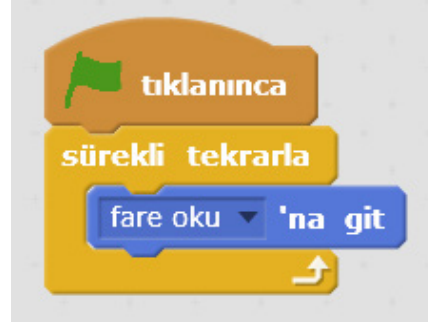 tıklanınca
sürekli tekrarla
fare oku 'na git